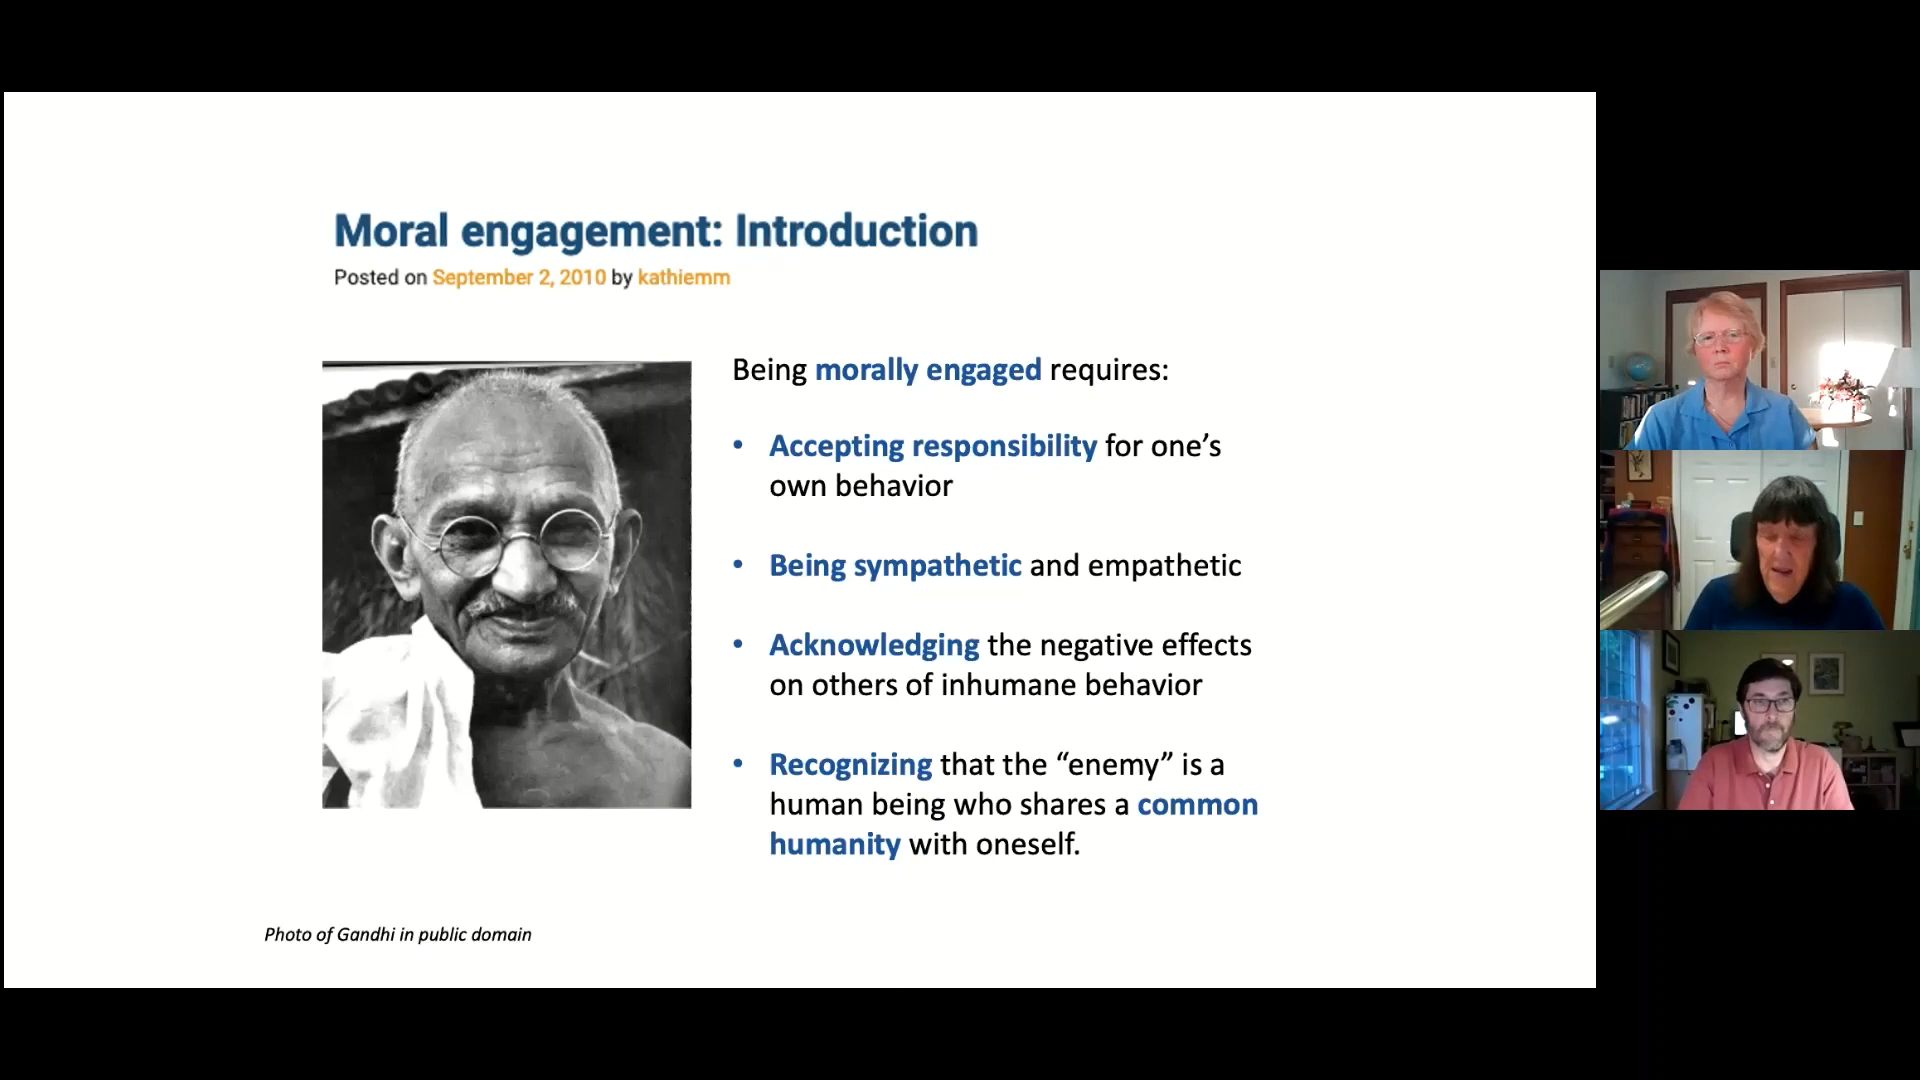 Moral engagement: Introduction
Posted on September 2, 2010 by kathiemm
Being morally engaged requires:
• Accepting responsibility for one’s
own behavior
• Being sympathetic and empathetic
• Acknowledging the negative effects
on others of inhumane behavior
• Recognizing that the “enemy” is a
human being who shares a common
humanity with oneself.
Photo of Gandhi in public domain